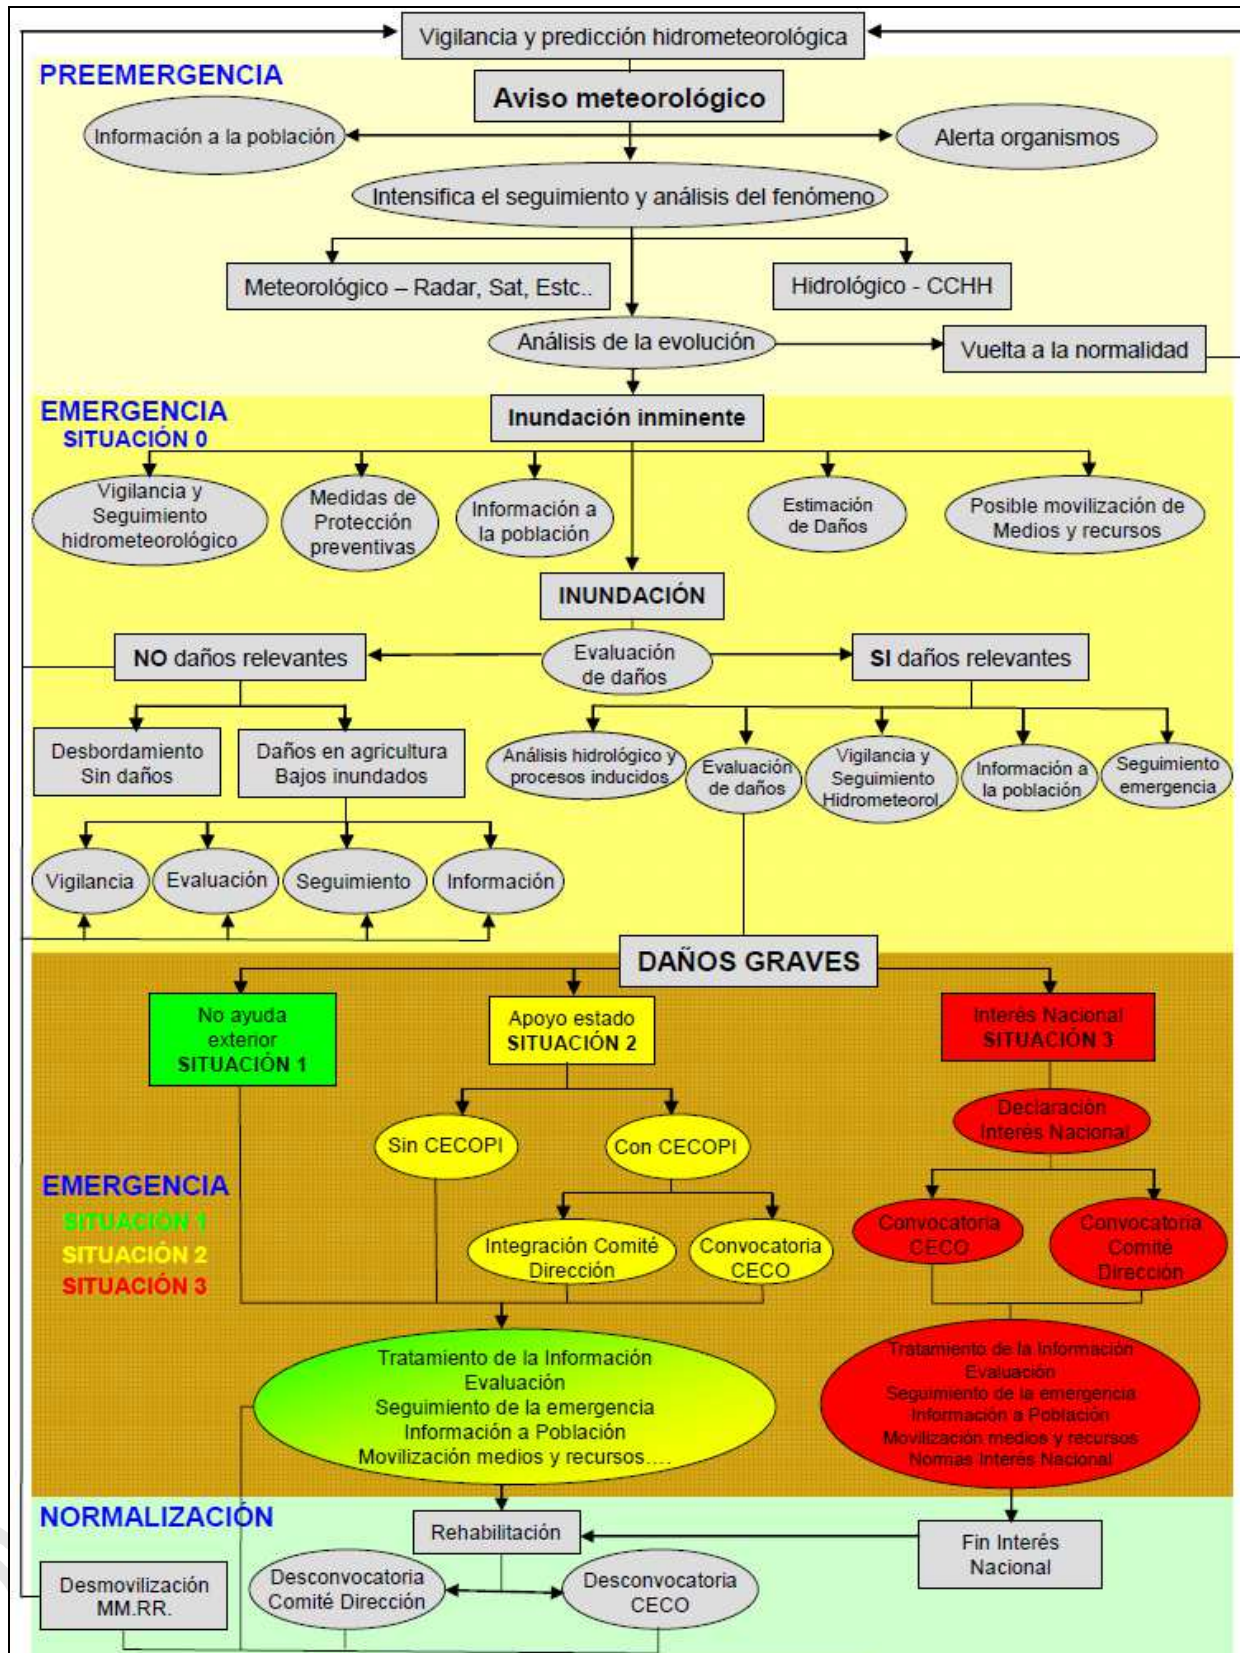 Vigilancia y predicción hidrometeorológica
PREEMERGENCIA
Aviso meteorológico
Información a la población
Alerta organismos
Intensifica el seguimiento y análisis del fenómeno
Meteorológico – Radar, Sat, Estc..
Hidrológico - CCHH
Análisis de la evolución
Vuelta a la normalidad
EMERGENCIA
SITUACIÓN 0
Inundación inminente
Vigilancia y
Seguimiento
hidrometeorológico
Medidas de
Protección
preventivas
Información a
la población
Estimación
de Daños
Posible movilización de
Medios y recursos
INUNDACIÓN
NO daños relevantes
Evaluación
de daños
SI daños relevantes
Desbordamiento
Sin daños
Daños en agricultura
Bajos inundados
Análisis hidrológico y
procesos inducidos
Evaluación
de daños
Vigilancia y
Seguimiento
Hidrometeorol.
Información a
la población
Seguimiento
emergencia
Vigilancia
Evaluación
Seguimiento
Información
DAÑOS GRAVES
No ayuda
exterior
SITUACIÓN 1
Apoyo estado
SITUACIÓN 2
Interés Nacional
SITUACIÓN 3
Sin CECOPI
Con CECOPI
Declaración
Interés Nacional
EMERGENCIA
SITUACIÓN 1
SITUACIÓN 2
SITUACIÓN 3
Integración Comité
Dirección
Convocatoria
CECO
Convocatoria
CECO
Convocatoria
Comité
Dirección
Tratamiento de la Información
Evaluación
Seguimiento de la emergencia
Información a Población
Movilización medios y recursos....
Tratamiento de la Información
Evaluación
Seguimiento de la emergencia
Información a Población
Movilización medios y recursos
Normas Interés Nacional
NORMALIZACIÓN
Rehabilitación
Fin Interés
Nacional
Desmovilización
MM.RR.
Desconvocatoria
Comité Dirección
Desconvocatoria
CECO